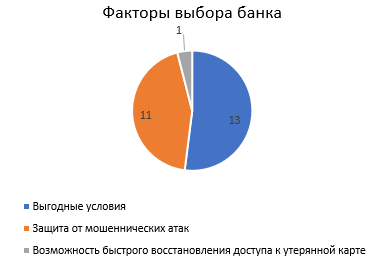 Факторы выбора банка
1
11
13
Выгодные условия
Защита от мошеннических атак
Возможность быстрого восстановления доступа к утерянной карте